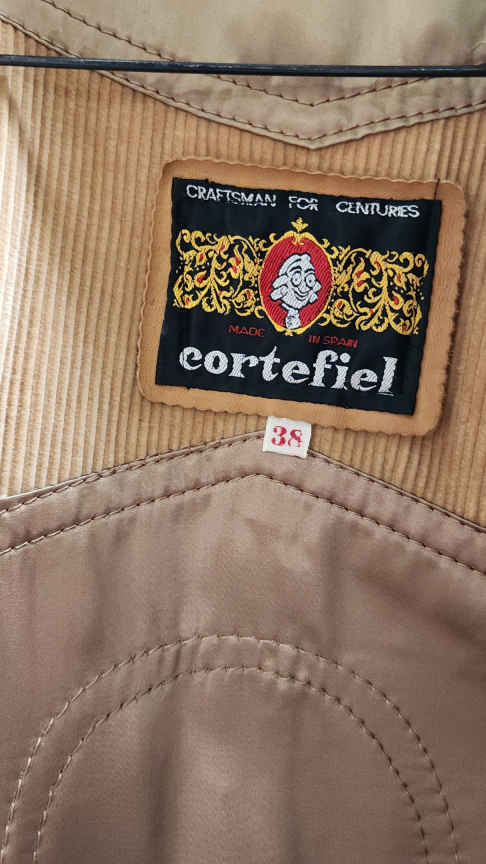 CRAFTSMAN FOR CENTURIES
MADE IN SPAIN
cortefiel
38